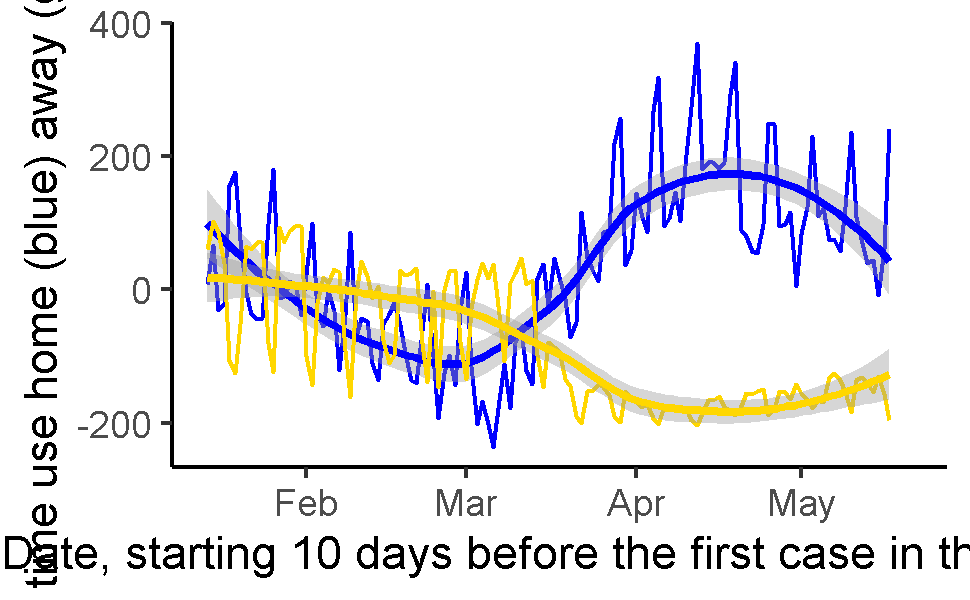 time use home (blue) away (
400
200
0
-200
Feb Mar Apr May
Date, starting 10 days before the first case in th